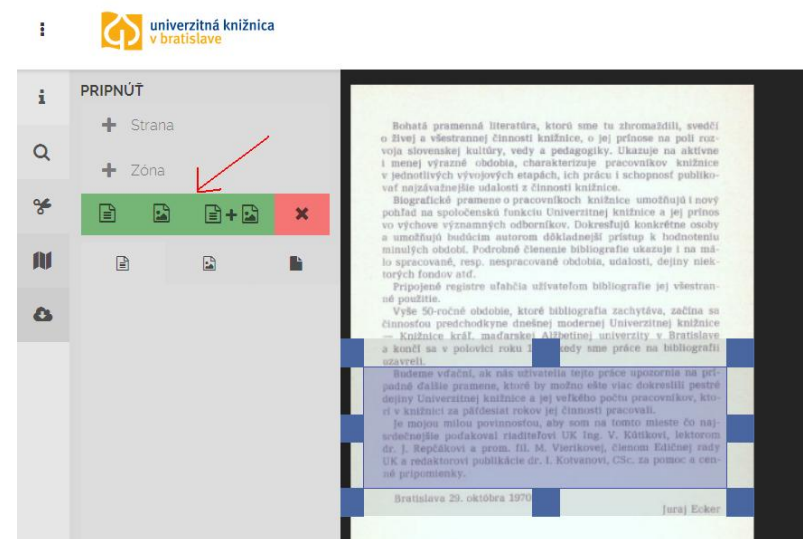 univerzitná knižnica
v bratislave
PRIPNÚŤ
Strana
Zóna
Bohatá pramenná literatúra, ktorú sme tu zhromaždili, svedčí
o živej a všestrannej činnosti knižnice, o jej prínose na poli roz-
voja slovenskej kultúry, vedy a pedagogiky. Ukazuje na aktívne
i menej výrazné obdobia, charakterizuje pracovníkov knižnice
v jednotlivých vývojových etapách, ich prácu i schopnosť publiko-
vať najzávažnejšie udalosti z činnosti knižnice.
Biografické pramene o pracovníkoch knižnice umožňujú i nový
pohľad na spoločenskú funkciu Univerzitnej knižnice a jej prínos
vo výchove významných odborníkov. Dokresľujú konkrétne osoby
a umožňujú budúcim autorom dôkladnejší prístup k hodnoteniu
minulých období. Podrobné členenie bibliografie ukazuje i na má-
lo spracované, resp. nespracované obdobia, udalosti, dejiny niek-
torých fondov atď.
Pripojené registre uľahčia užívateľom bibliografie jej všestran-
né použitie.
Vyše 50-ročné obdobie, ktoré bibliografia zachytáva, začína sa
činnosťou predchodkyne dnešnej modernej Univerzitnej knižnice
— Knižnice kráľ. maďarskej Alžbetínej univerzity v Bratislave
a končí sa v polovici roku 1 kedy sme práce na bibliografii
uzavreli.
Budeme vďační, ak nás užívatelia tejto práce upozornia na prí-
padné ďalšie pramene, ktoré by možno ešte viac dokreslili pestré
dejiny Univerzitnej knižnice a jej veľkého počtu pracovníkov, kto-
rí v knižnici za päťdesiat rokov jej činnosti pracovali.
Je mojou milou povinnosťou, aby som na tomto mieste čo naj-
srdečnejšie poďakoval riaditeľovi UK Ing. V. Kútikovi, lektorom
dr. J. Repčákovi a prom. fil. M. Vierikovej, členom Edičnej rady
UK a redaktorovi publikácie dr. I. Kotvanovi, CSc. za pomoc a cen-
né pripomienky.
Bratislava 29. októbra 1970
Juraj Ecker